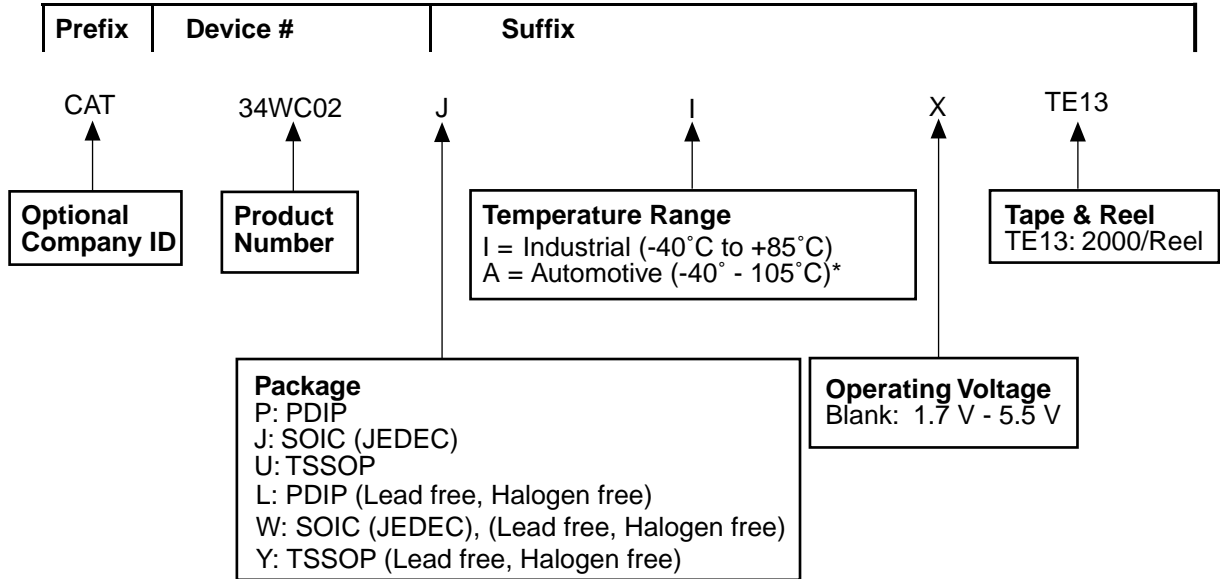 Prefix Device # Suffix
CAT 34WC02 J I X TE13
Optional
Company ID
Product
Number
Temperature Range
I = Industrial (-40˚C to +85˚C)
A = Automotive (-40˚ - 105˚C)*
Tape & Reel
TE13: 2000/Reel
Package
P: PDIP
J: SOIC (JEDEC)
U: TSSOP
L: PDIP (Lead free, Halogen free)
W: SOIC (JEDEC), (Lead free, Halogen free)
Y: TSSOP (Lead free, Halogen free)
Operating Voltage
Blank: 1.7 V - 5.5 V